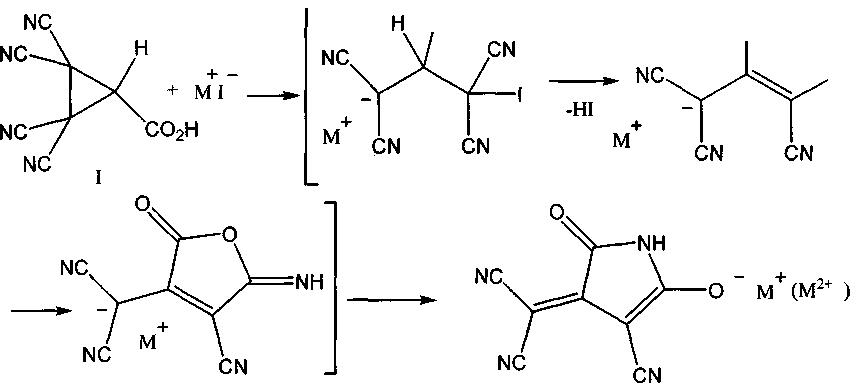 NC
H
NC
NC
NC
CO₂H
+ M⁺ I⁻
I
H
NC
CN
I
−
M⁺
CN
CN
-HI
NC
−
M⁺
CN
CN
O
O
NC
NH
−
NC
M⁺
CN
O
NH
NC
O⁻ M⁺(M²⁺ )
NC
CN